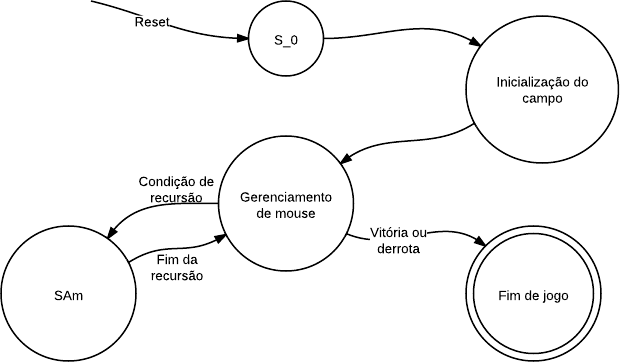 Reset
S_0
Inicialização do
campo
Gerenciamento
de mouse
Condição de
recursão
Fim da
recursão
Vitória ou
derrota
SAm
Fim de jogo